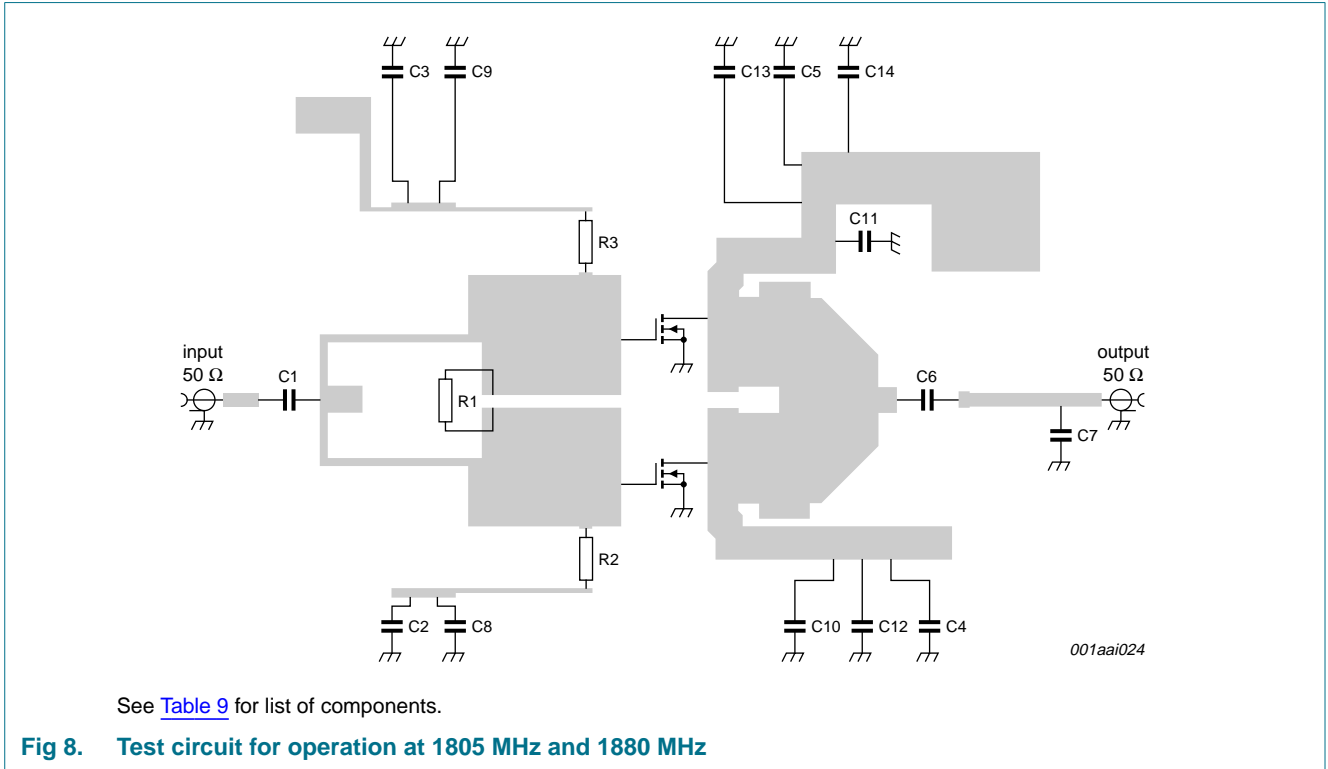 C3 C9 C13 C5 C14
C11
R3
input
50 Ω
C1
R1
C6
output
50 Ω
C7
R2
C2 C8
C10 C12 C4
001aai024
See Table 9 for list of components.
Fig 8. Test circuit for operation at 1805 MHz and 1880 MHz